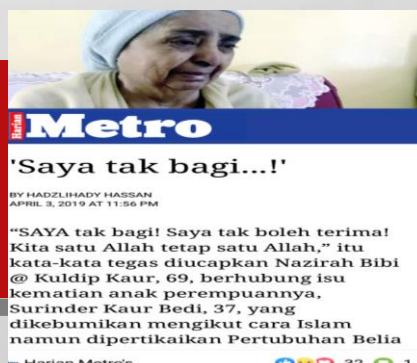 Harian
Metro
'Saya tak bagi...!'
BY HADZLIHADY HASSAN
APRIL 3, 2019 AT 11:56 PM
“SAYA tak bagi! Saya tak boleh terima!
Kita satu Allah tetap satu Allah,” itu
kata-kata tegas diucapkan Nazirah Bibi
@ Kuldip Kaur, 69, berhubung isu
kematian anak perempuannya,
Surinder Kaur Bedi, 37, yang
dikebumikan mengikut cara Islam
namun dipertikaikan Pertubuhan Belia
Harian Metro's
32
1